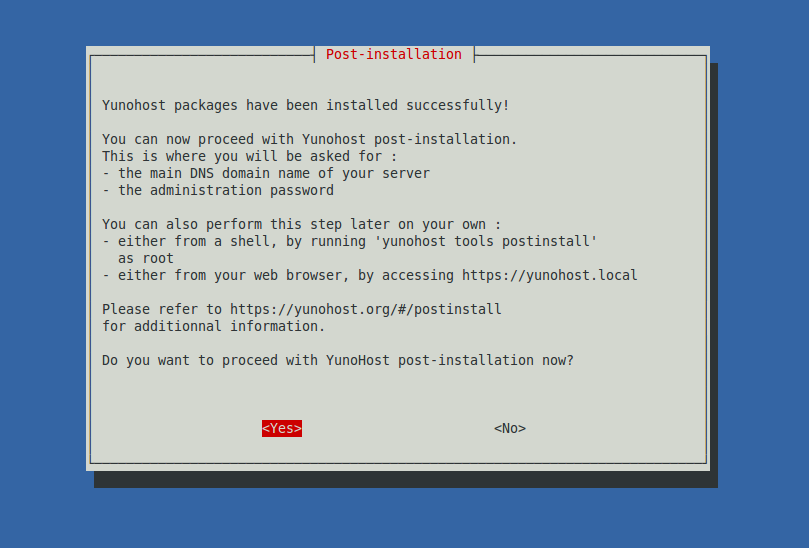 Post-installation
Yunohost packages have been installed successfully!
You can now proceed with Yunohost post-installation.
This is where you will be asked for :
- the main DNS domain name of your server
- the administration password
You can also perform this step later on your own :
- either from a shell, by running 'yunohost tools postinstall'
as root
- either from your web browser, by accessing https://yunohost.local
Please refer to https://yunohost.org/#/postinstall
for additionnal information.
Do you want to proceed with YunoHost post-installation now?
<Yes> <No>